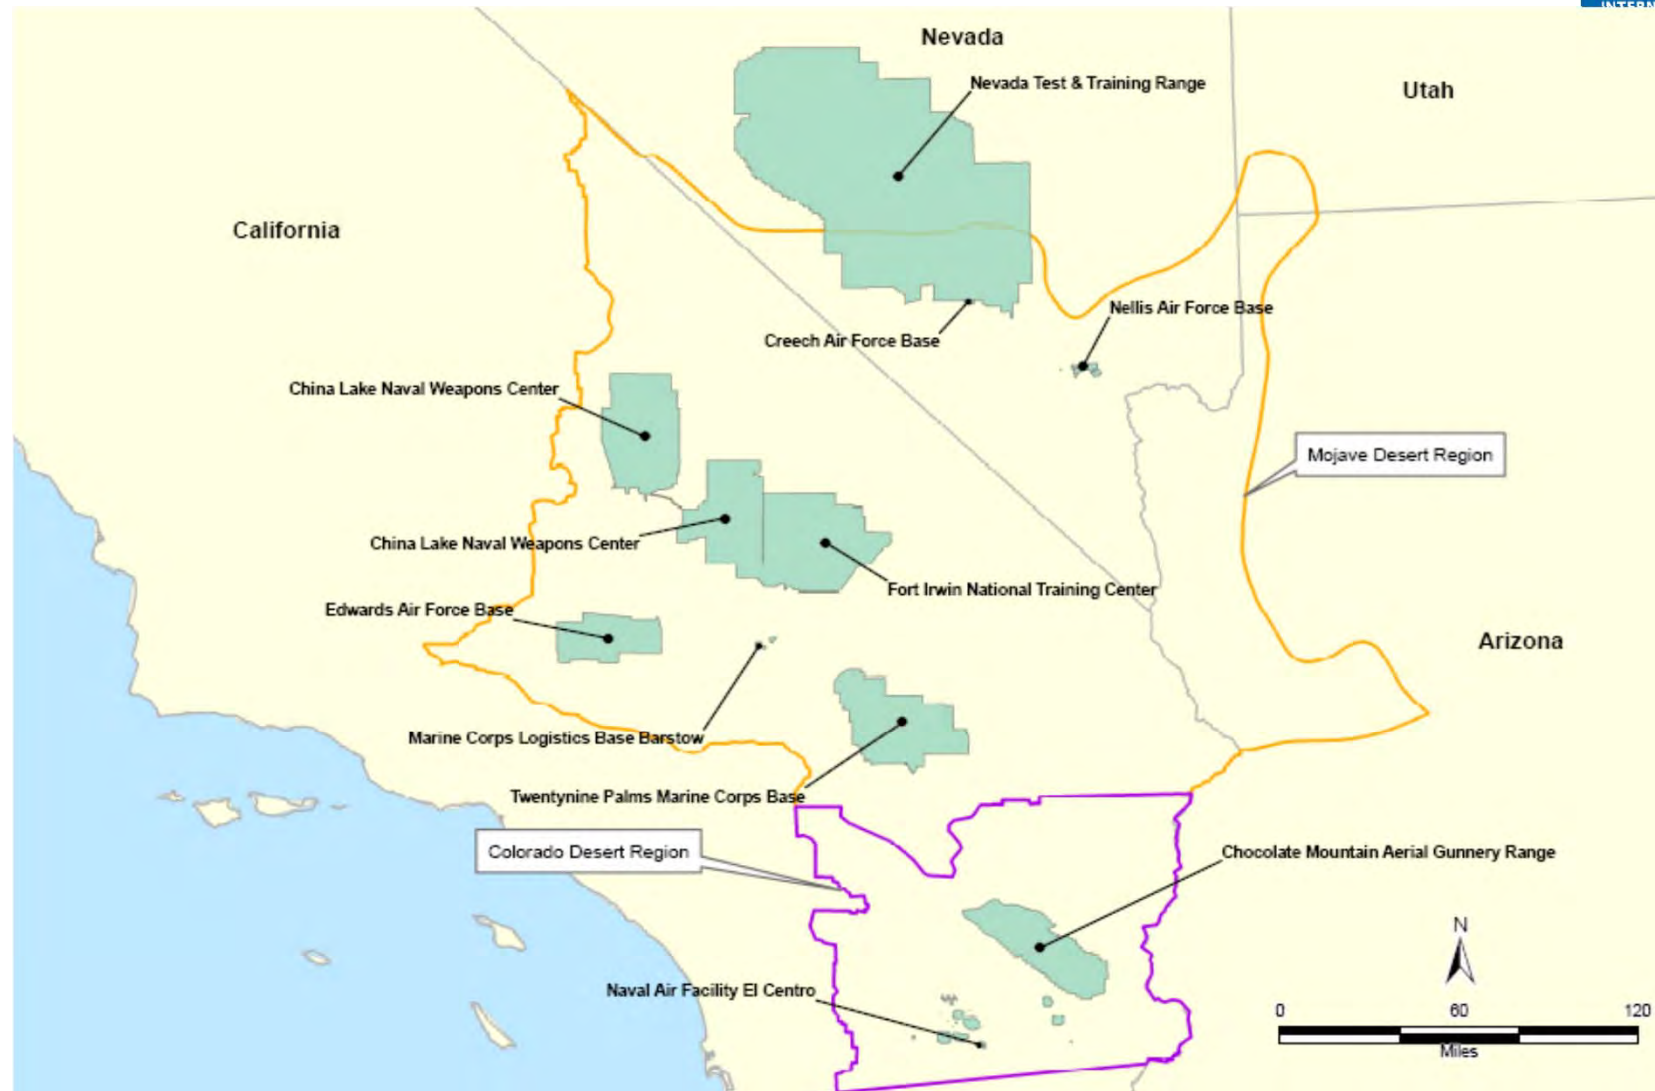 Nevada
Nevada Test & Training Range
Utah
California
Nellis Air Force Base
Creech Air Force Base
China Lake Naval Weapons Center
Mojave Desert Region
China Lake Naval Weapons Center
Fort Irwin National Training Center
Edwards Air Force Base
Arizona
Marine Corps Logistics Base Barstow
Twentynine Palms Marine Corps Base
Colorado Desert Region
Chocolate Mountain Aerial Gunnery Range
N
Naval Air Facility El Centro
0 60 120
Miles